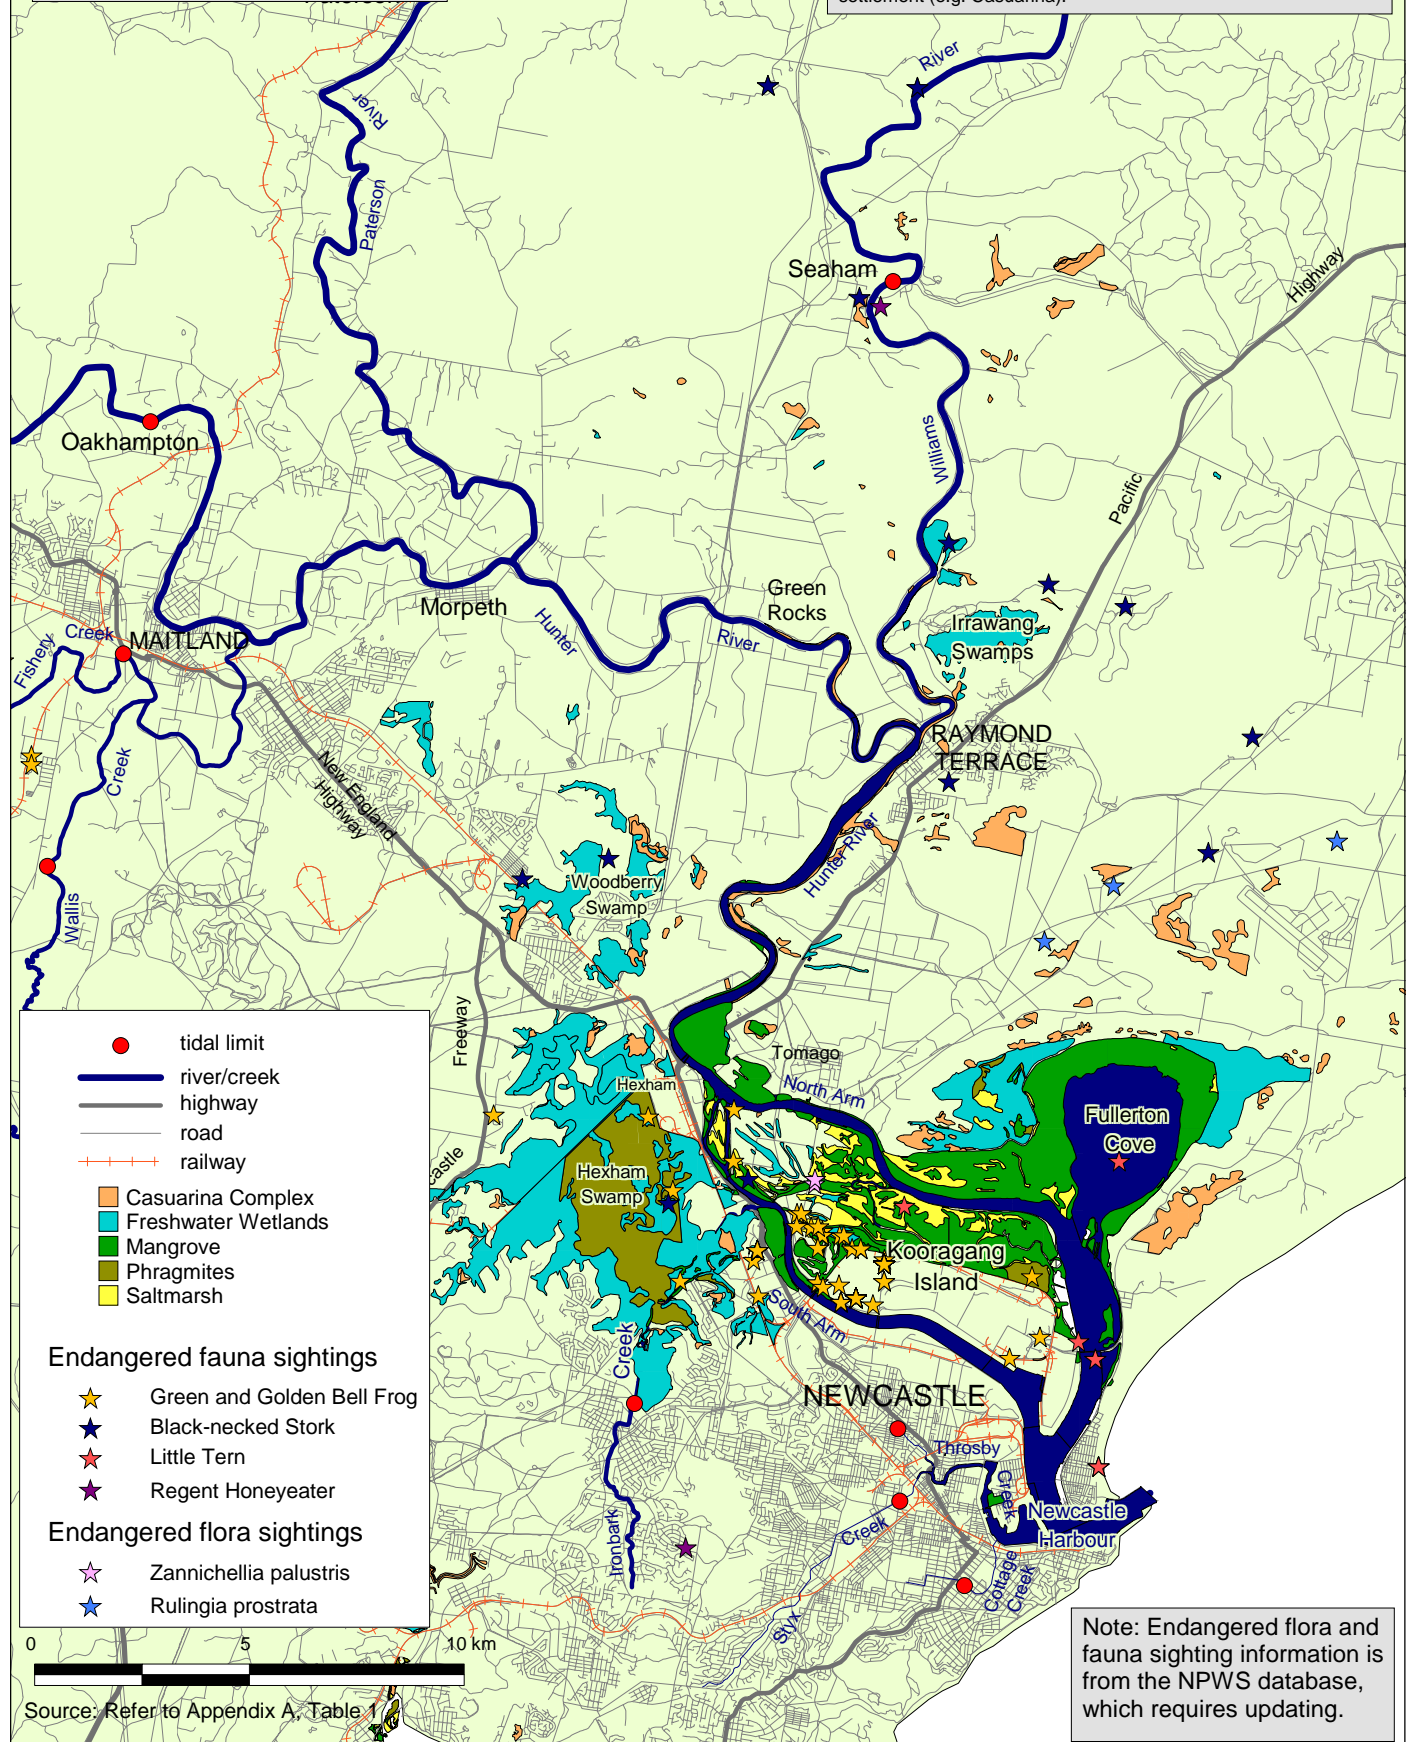 River
River
Paterson
Seaham
Highway
Oakhampton
Williams
Pacific
Green
Rocks
Morpeth
Hunter
River
Irrawang
Swamps
Creek
MAITLAND
Fishery
RAYMOND
TERRACE
Creek
New England
Highway
Hunter River
Woodberry
Swamp
Wallis
Freeway
Tomago
Hexham
North Arm
Fullerton
Cove
castle
Hexham
Swamp
Kooragang
Island
South Arm
Creek
NEWCASTLE
Throsby
Creek
Newcastle
Harbour
Ironbark
Creek
Cottage
Creek
Styx
tidal limit
river/creek
highway
road
railway
Casuarina Complex
Freshwater Wetlands
Mangrove
Phragmites
Saltmarsh
Endangered fauna sightings
Green and Golden Bell Frog
Black-necked Stork
Little Tern
Regent Honeyeater
Endangered flora sightings
Zannichellia palustris
Rulingia prostrata
0 5 10 km
Source: Refer to Appendix A, Table 1
Note: Endangered flora and
fauna sighting information is
from the NPWS database,
which requires updating.